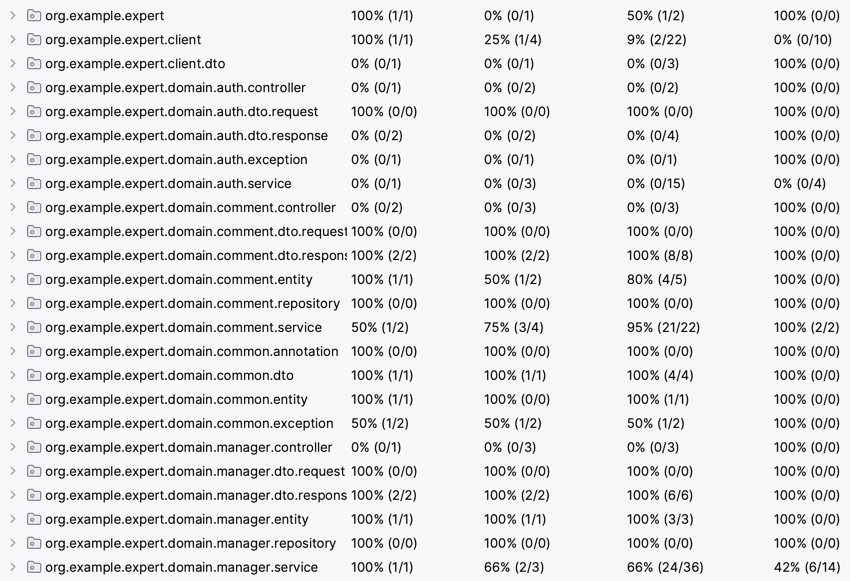 org.example.expert 100% (1/1) 0% (0/1) 50% (1/2) 100% (0/0)
org.example.expert.client 100% (1/1) 25% (1/4) 9% (2/22) 0% (0/10)
org.example.expert.client.dto 0% (0/1) 0% (0/1) 0% (0/3) 100% (0/0)
org.example.expert.domain.auth.controller 0% (0/1) 0% (0/2) 0% (0/2) 100% (0/0)
org.example.expert.domain.auth.dto.request 100% (0/0) 100% (0/0) 100% (0/0) 100% (0/0)
org.example.expert.domain.auth.dto.response 0% (0/2) 0% (0/2) 0% (0/4) 100% (0/0)
org.example.expert.domain.auth.exception 0% (0/1) 0% (0/1) 0% (0/1) 100% (0/0)
org.example.expert.domain.auth.service 0% (0/1) 0% (0/3) 0% (0/15) 0% (0/4)
org.example.expert.domain.comment.controller 0% (0/2) 0% (0/3) 0% (0/3) 100% (0/0)
org.example.expert.domain.comment.dto.request 100% (0/0) 100% (0/0) 100% (0/0) 100% (0/0)
org.example.expert.domain.comment.dto.respons 100% (2/2) 100% (2/2) 100% (8/8) 100% (0/0)
org.example.expert.domain.comment.entity 100% (1/1) 50% (1/2) 80% (4/5) 100% (0/0)
org.example.expert.domain.comment.repository 100% (0/0) 100% (0/0) 100% (0/0) 100% (0/0)
org.example.expert.domain.comment.service 50% (1/2) 75% (3/4) 95% (21/22) 100% (2/2)
org.example.expert.domain.common.annotation 100% (0/0) 100% (0/0) 100% (0/0) 100% (0/0)
org.example.expert.domain.common.dto 100% (1/1) 100% (1/1) 100% (4/4) 100% (0/0)
org.example.expert.domain.common.entity 100% (1/1) 100% (0/0) 100% (1/1) 100% (0/0)
org.example.expert.domain.common.exception 50% (1/2) 50% (1/2) 50% (1/2) 100% (0/0)
org.example.expert.domain.manager.controller 0% (0/1) 0% (0/3) 0% (0/3) 100% (0/0)
org.example.expert.domain.manager.dto.request 100% (0/0) 100% (0/0) 100% (0/0) 100% (0/0)
org.example.expert.domain.manager.dto.respons 100% (2/2) 100% (2/2) 100% (6/6) 100% (0/0)
org.example.expert.domain.manager.entity 100% (1/1) 100% (1/1) 100% (3/3) 100% (0/0)
org.example.expert.domain.manager.repository 100% (0/0) 100% (0/0) 100% (0/0) 100% (0/0)
org.example.expert.domain.manager.service 100% (1/1) 66% (2/3) 66% (24/36) 42% (6/14)